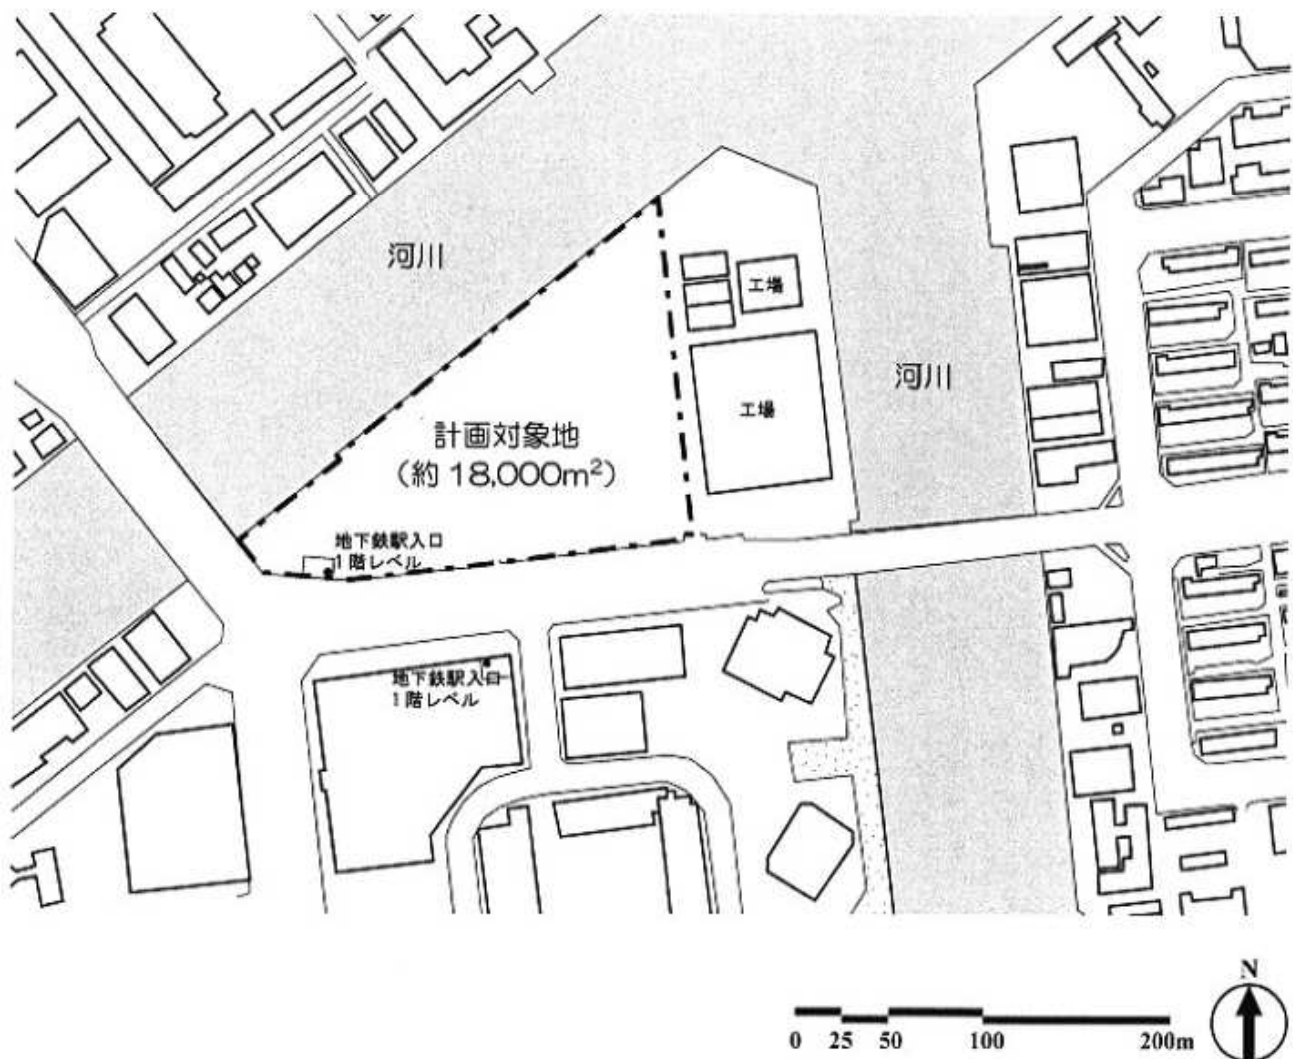 河川
工場
河川
工場
計画対象地
(約 18,000m²)
地下鉄駅入口
1階レベル
地下鉄駅入口
1階レベル
N
0 25 50 100 200m